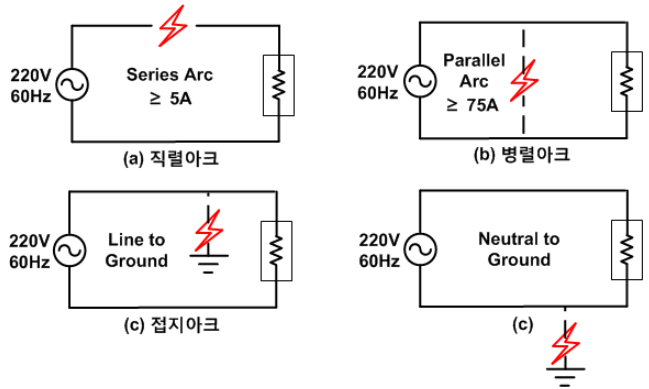 220V
60Hz
Series Arc
≥ 5A
(a) 직렬아크
220V
60Hz
Parallel
Arc
≥ 75A
(b) 병렬아크
220V
60Hz
Line to
Ground
(c) 접지아크
220V
60Hz
Neutral to
Ground
(c)